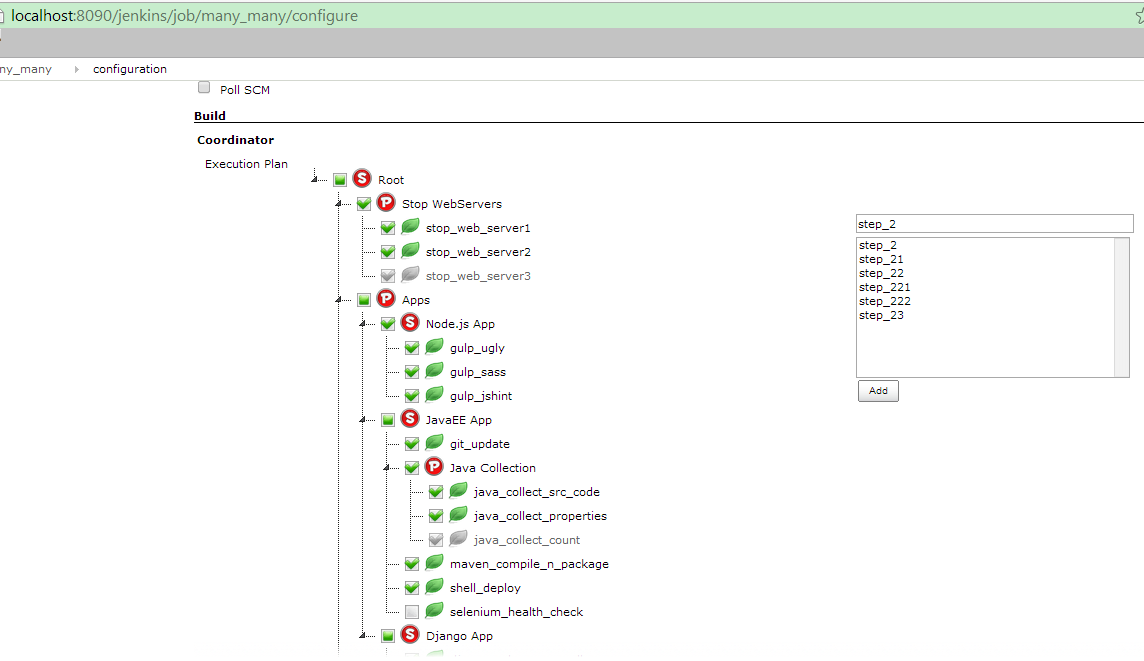 localhost:8090/jenkins/job/many_many/configure
ny_many configuration
Poll SCM
Build
Coordinator
Execution Plan
S Root
P Stop WebServers
stop_web_server1
stop_web_server2
stop_web_server3
P Apps
S Node.js App
gulp_ugly
gulp_sass
gulp_jshint
S JavaEE App
git_update
P Java Collection
java_collect_src_code
java_collect_properties
java_collect_count
maven_compile_n_package
shell_deploy
selenium_health_check
S Django App
step_2
step_2
step_21
step_22
step_221
step_222
step_23
Add